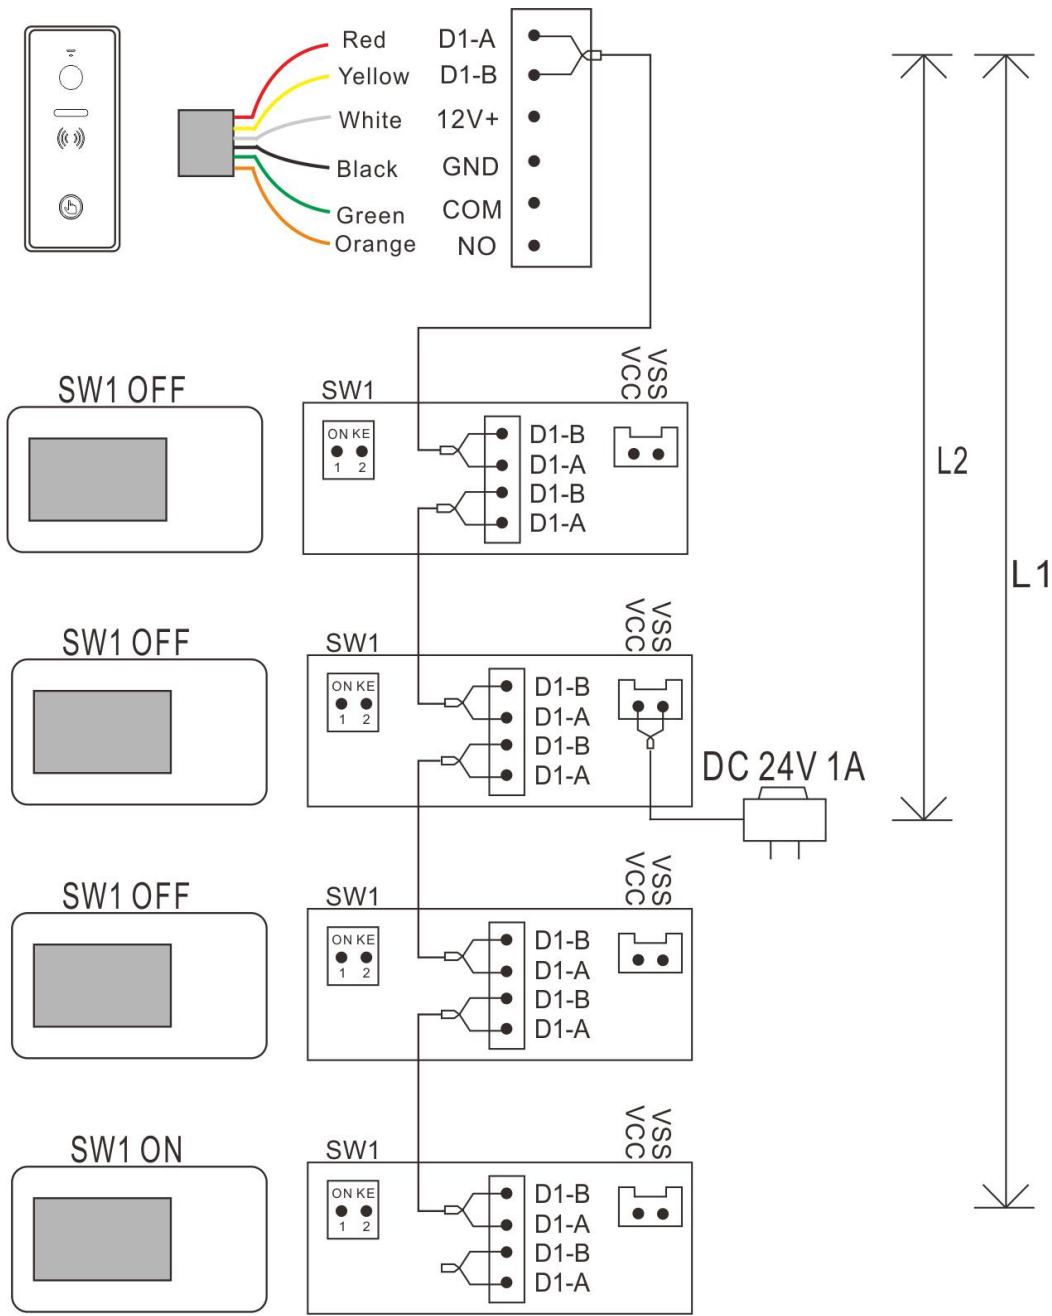 Red D1-A
Yellow D1-B
White 12V+
Black GND
Green COM
Orange NO
SW1 OFF
SW1
VCC
VSS
ON KE
1 2
D1-B
D1-A
D1-B
D1-A
L2
L1
SW1 OFF
SW1
VCC
VSS
ON KE
1 2
D1-B
D1-A
D1-B
D1-A
DC 24V 1A
SW1 OFF
SW1
VCC
VSS
ON KE
1 2
D1-B
D1-A
D1-B
D1-A
SW1 ON
SW1
VCC
VSS
ON KE
1 2
D1-B
D1-A
D1-B
D1-A